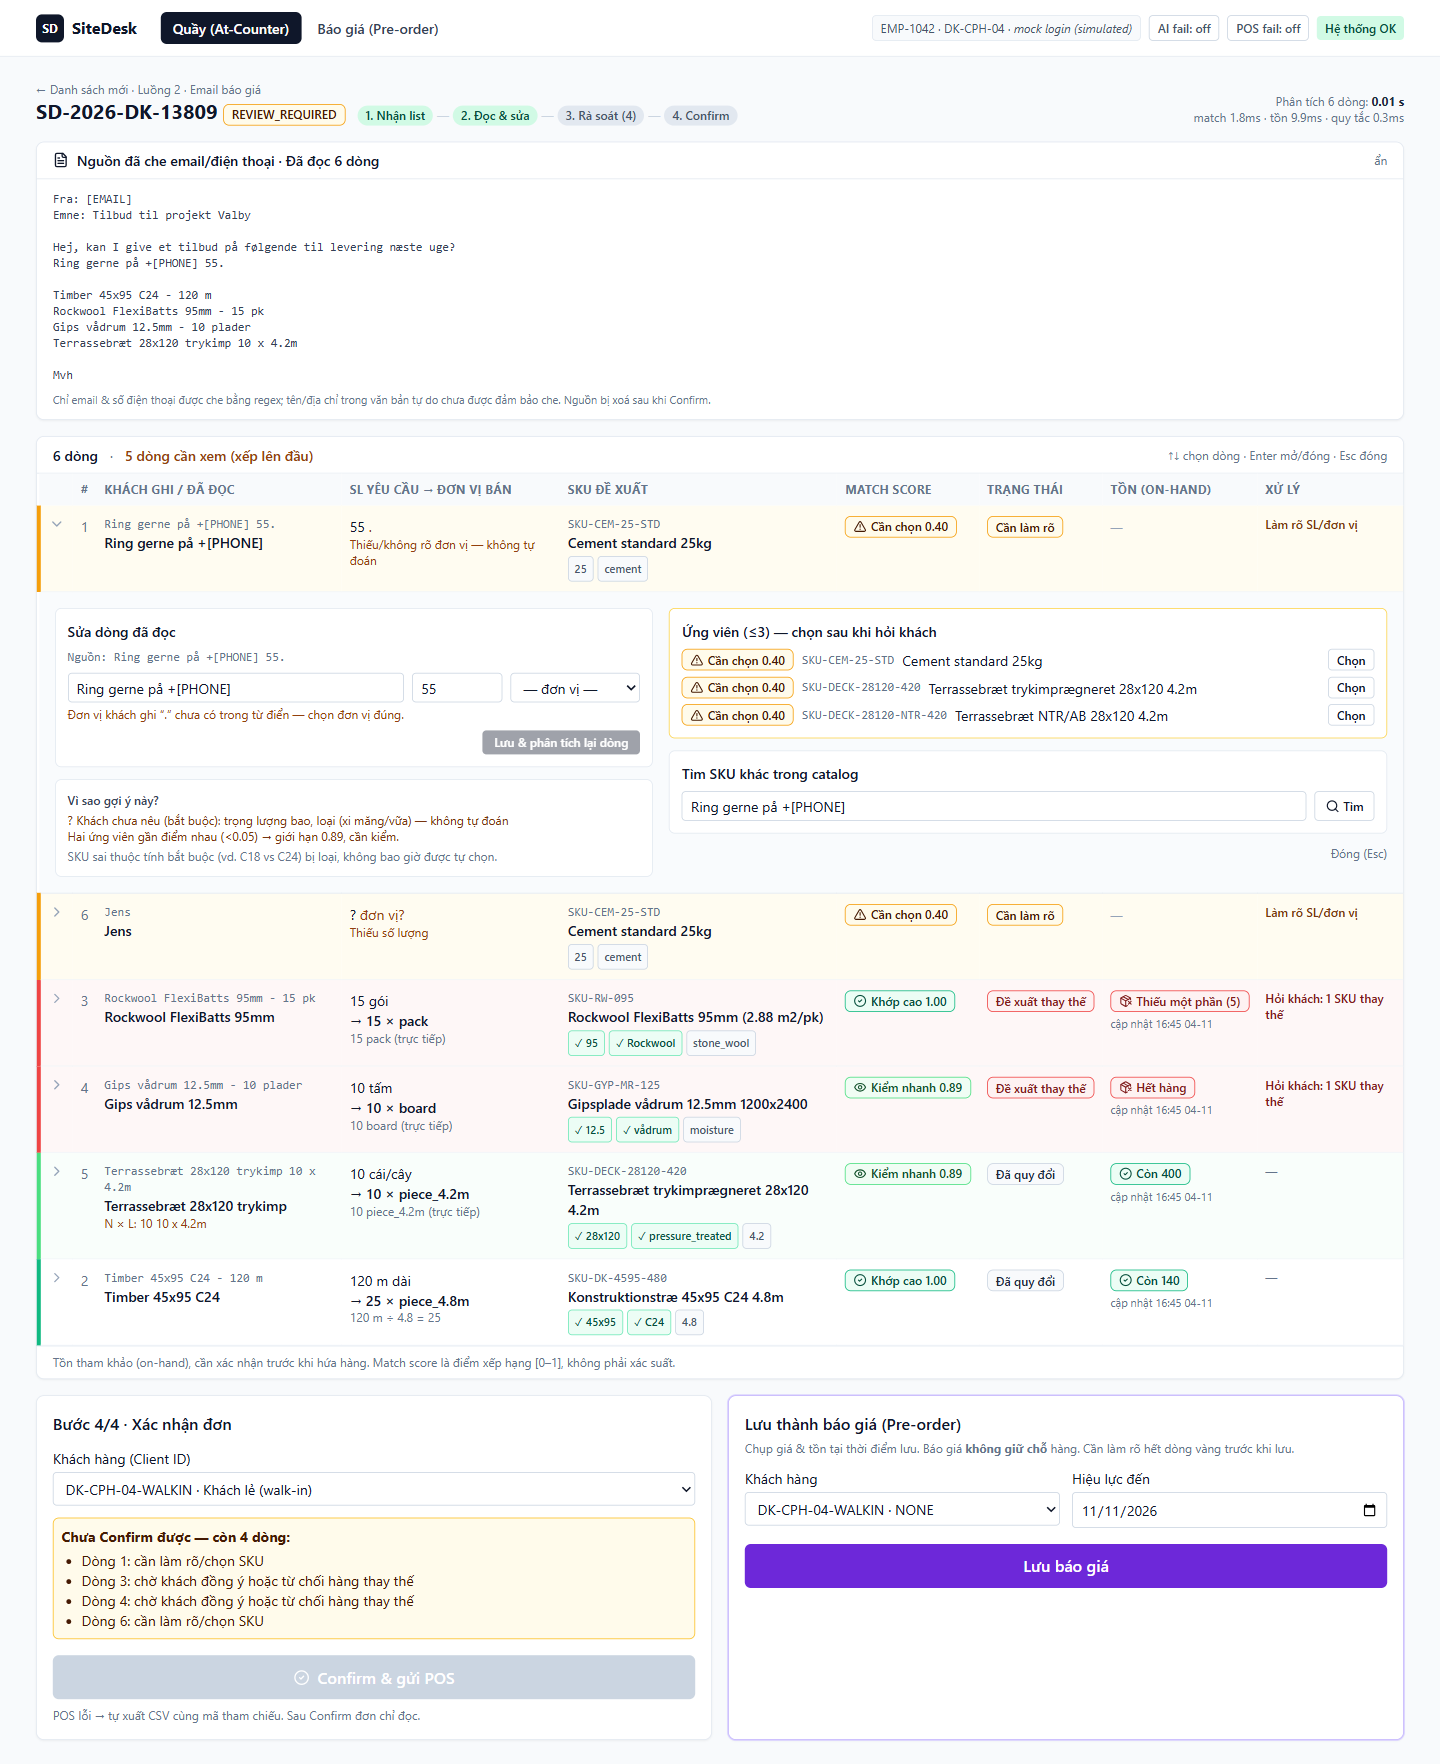 SD SiteDesk Quầy (At-Counter) Báo giá (Pre-order) EMP-1042 · DK-CPH-04 · mock login (simulated) AI fail: off POS fail: off Hệ thống OK
← Danh sách mới · Luồng 2 · Email báo giá
SD-2026-DK-13809 REVIEW_REQUIRED 1. Nhận list — 2. Đọc & sửa — 3. Rà soát (4) — 4. Confirm
Phân tích 6 dòng: 0.01 s
match 1.8ms · tồn 9.9ms · quy tắc 0.3ms
Nguồn đã che email/điện thoại · Đã đọc 6 dòng ẩn
Fra: [EMAIL]
Emne: Tilbud til projekt Valby
Hej, kan I give et tilbud på følgende til levering næste uge?
Ring gerne på +[PHONE] 55.
Timber 45x95 C24 - 120 m
Rockwool FlexiBatts 95mm - 15 pk
Gips vådrum 12.5mm - 10 plader
Terrassebræt 28x120 trykimp 10 x 4.2m
Mvh
Chỉ email & số điện thoại được che bằng regex; tên/địa chỉ trong văn bản tự do chưa được đảm bảo che. Nguồn bị xoá sau khi Confirm.
6 dòng · 5 dòng cần xem (xếp lên đầu) ↑↓ chọn dòng · Enter mở/đóng · Esc đóng
# KHÁCH GHI / ĐÃ ĐỌC SL YÊU CẦU → ĐƠN VỊ BÁN SKU ĐỀ XUẤT MATCH SCORE TRẠNG THÁI TỒN (ON-HAND) XỬ LÝ
1 Ring gerne på +[PHONE] 55. 55 . SKU-CEM-25-STD Cần chọn 0.40 Cần làm rõ — Làm rõ SL/đơn vị
Ring gerne på +[PHONE] Thiếu/không rõ đơn vị — không tự đoán Cement standard 25kg
25 cement
Sửa dòng đã đọc
Nguồn: Ring gerne på +[PHONE] 55.
Ring gerne på +[PHONE] 55 — đơn vị —
Đơn vị khách ghi “.” chưa có trong từ điển — chọn đơn vị đúng.
Lưu & phân tích lại dòng
Vì sao gợi ý này?
? Khách chưa nêu (bắt buộc): trọng lượng bao, loại (xi măng/vữa) — không tự đoán
Hai ứng viên gần điểm nhau (<0.05) → giới hạn 0.89, cần kiểm.
SKU sai thuộc tính bắt buộc (vd. C18 vs C24) bị loại, không bao giờ được tự chọn.
Ứng viên (≤3) — chọn sau khi hỏi khách
Cần chọn 0.40 SKU-CEM-25-STD Cement standard 25kg Chọn
Cần chọn 0.40 SKU-DECK-28120-420 Terrassebræt trykimprægneret 28x120 4.2m Chọn
Cần chọn 0.40 SKU-DECK-28120-NTR-420 Terrassebræt NTR/AB 28x120 4.2m Chọn
Tìm SKU khác trong catalog
Ring gerne på +[PHONE] Tìm
Đóng (Esc)
6 Jens ? đơn vị? SKU-CEM-25-STD Cần chọn 0.40 Cần làm rõ — Làm rõ SL/đơn vị
Jens Thiếu số lượng Cement standard 25kg
25 cement
3 Rockwool FlexiBatts 95mm - 15 pk 15 gói SKU-RW-095 Khớp cao 1.00 Đề xuất thay thế Thiếu một phần (5) Hỏi khách: 1 SKU thay thế
Rockwool FlexiBatts 95mm → 15 × pack Rockwool FlexiBatts 95mm (2.88 m2/pk) cập nhật 16:45 04-11
15 pack (trực tiếp) ✓ 95 ✓ Rockwool stone_wool
4 Gips vådrum 12.5mm - 10 plader 10 tấm SKU-GYP-MR-125 Kiểm nhanh 0.89 Đề xuất thay thế Hết hàng Hỏi khách: 1 SKU thay thế
Gips vådrum 12.5mm → 10 × board Gipsplade vådrum 12.5mm 1200x2400 cập nhật 16:45 04-11
10 board (trực tiếp) ✓ 12.5 ✓ vådrum moisture
5 Terrassebræt 28x120 trykimp 10 x 4.2m 10 cái/cây SKU-DECK-28120-420 Kiểm nhanh 0.89 Đã quy đổi Còn 400 —
Terrassebræt 28x120 trykimp → 10 × piece_4.2m Terrassebræt trykimprægneret 28x120 4.2m cập nhật 16:45 04-11
N × L: 10 10 x 4.2m 10 piece_4.2m (trực tiếp) ✓ 28x120 ✓ pressure_treated 4.2
2 Timber 45x95 C24 - 120 m 120 m dài SKU-DK-4595-480 Khớp cao 1.00 Đã quy đổi Còn 140 —
Timber 45x95 C24 → 25 × piece_4.8m Konstruktionstræ 45x95 C24 4.8m cập nhật 16:45 04-11
120 m ÷ 4.8 = 25 ✓ 45x95 ✓ C24 4.8
Tồn tham khảo (on-hand), cần xác nhận trước khi hứa hàng. Match score là điểm xếp hạng [0–1], không phải xác suất.
Bước 4/4 · Xác nhận đơn
Khách hàng (Client ID)
DK-CPH-04-WALKIN · Khách lẻ (walk-in)
Chưa Confirm được — còn 4 dòng:
• Dòng 1: cần làm rõ/chọn SKU
• Dòng 3: chờ khách đồng ý hoặc từ chối hàng thay thế
• Dòng 4: chờ khách đồng ý hoặc từ chối hàng thay thế
• Dòng 6: cần làm rõ/chọn SKU
Confirm & gửi POS
POS lỗi → tự xuất CSV cùng mã tham chiếu. Sau Confirm đơn chỉ đọc.
Lưu thành báo giá (Pre-order)
Chụp giá & tồn tại thời điểm lưu. Báo giá không giữ chỗ hàng. Cần làm rõ hết dòng vàng trước khi lưu.
Khách hàng Hiệu lực đến
DK-CPH-04-WALKIN · NONE 11/11/2026
Lưu báo giá